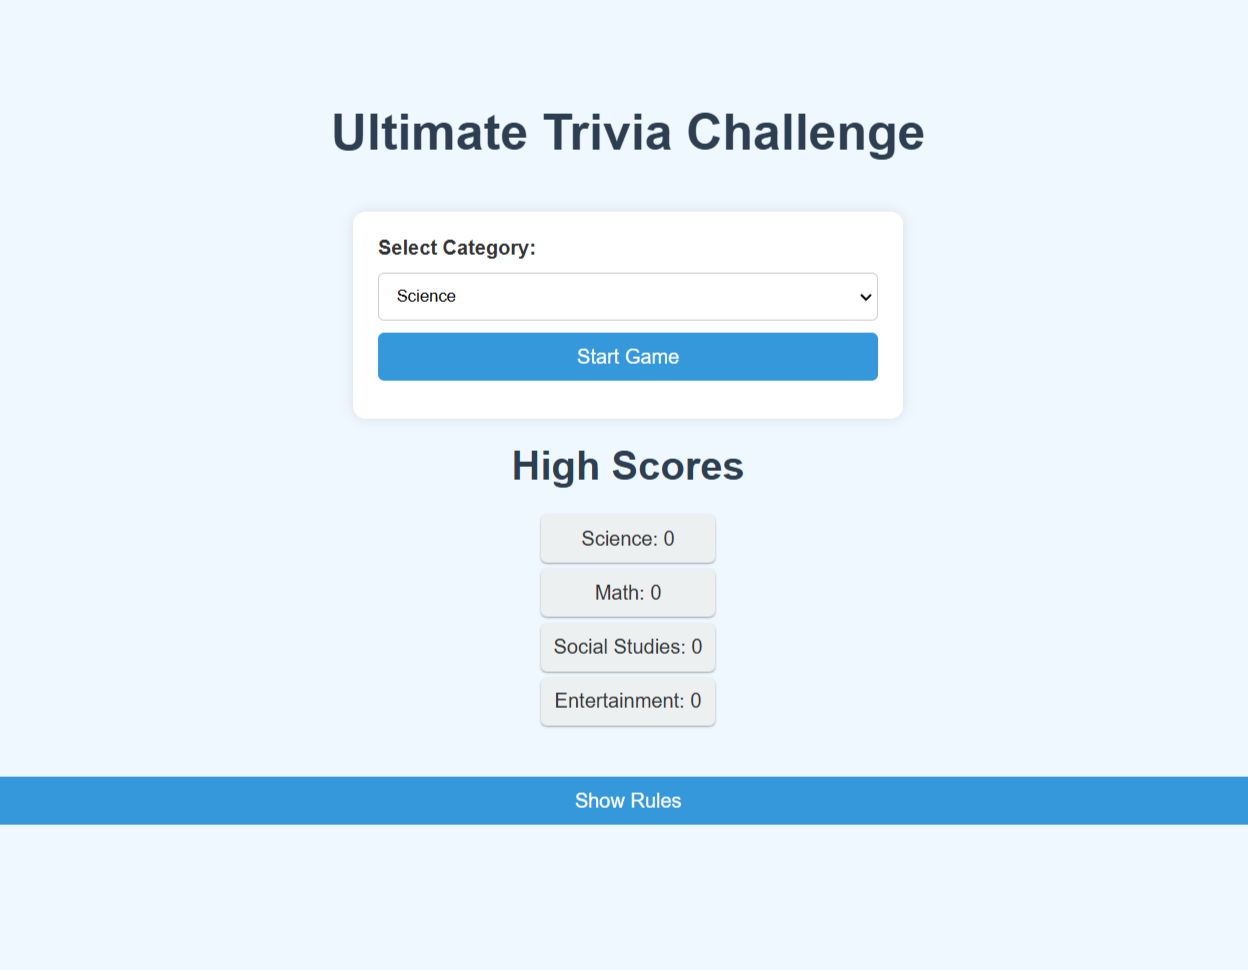 Ultimate Trivia Challenge
Select Category:
Science
Start Game
High Scores
Science: 0
Math: 0
Social Studies: 0
Entertainment: 0
Show Rules